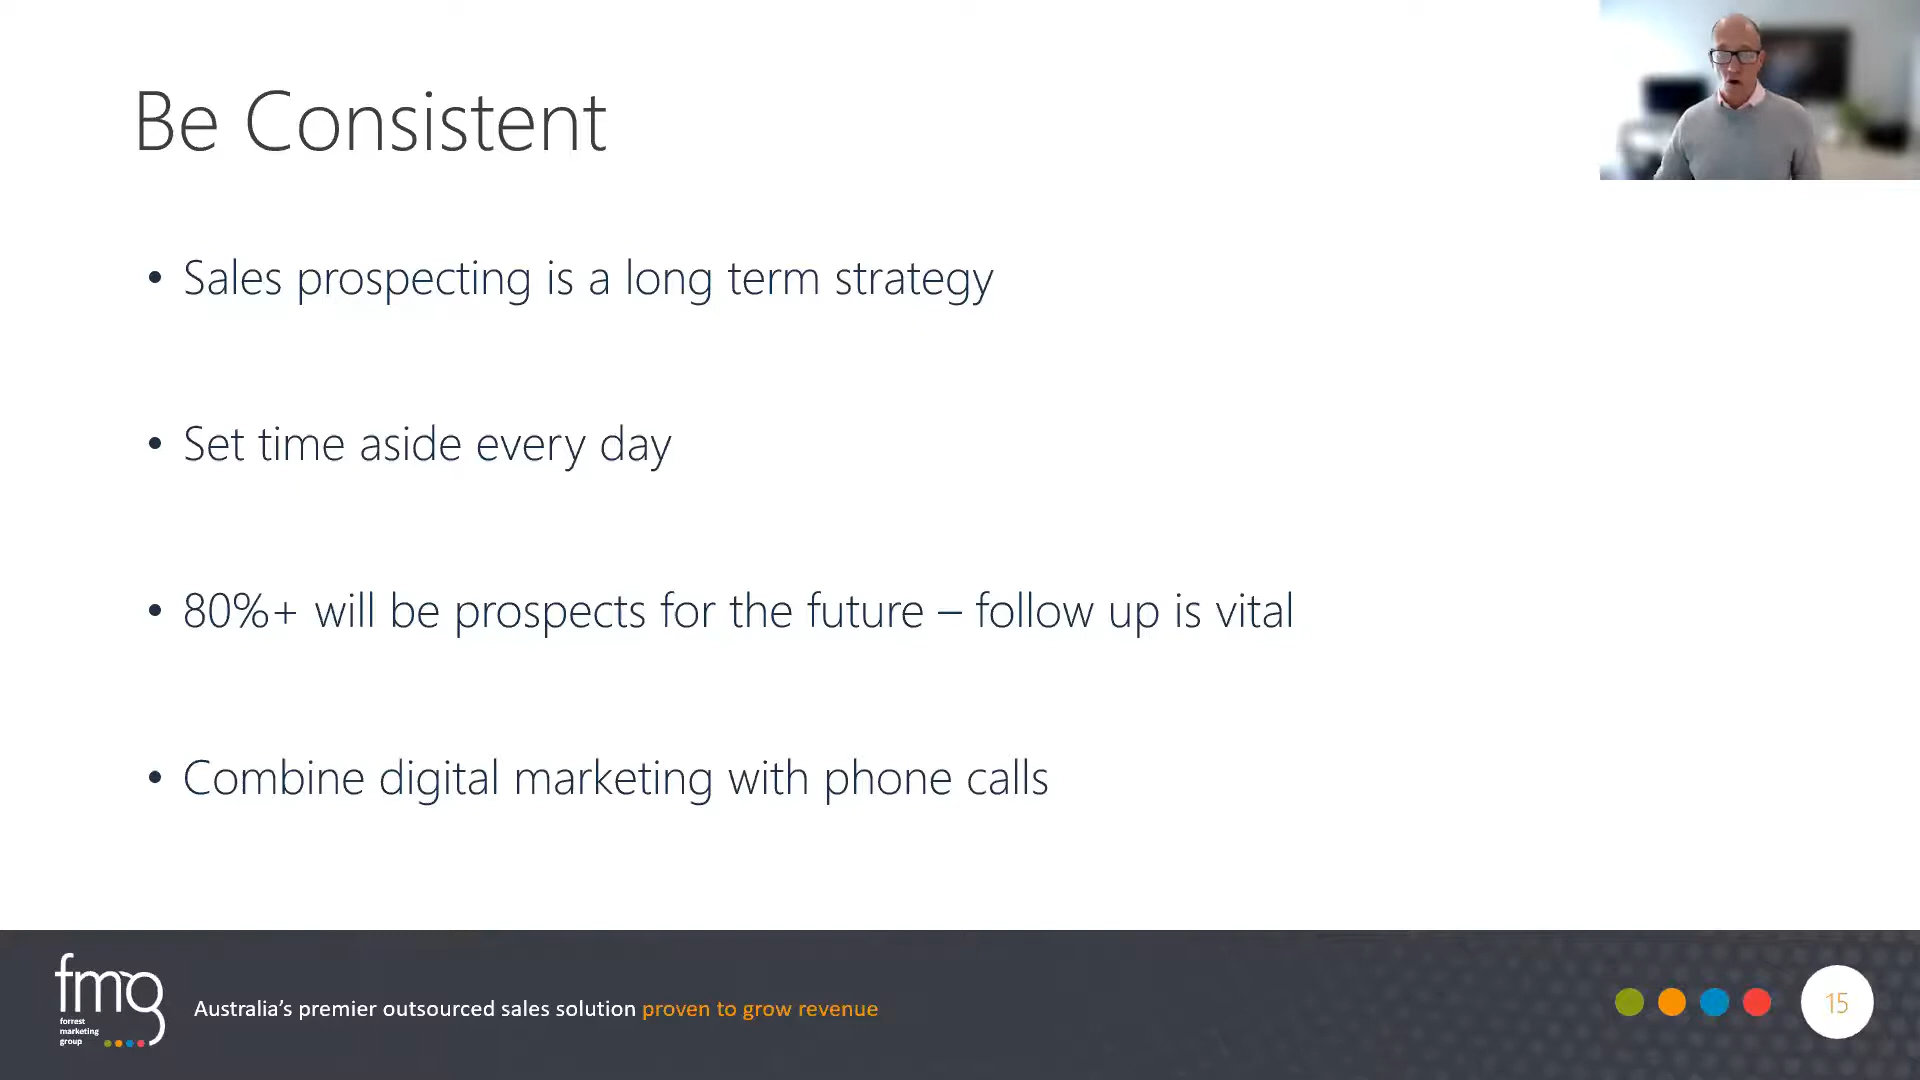 Be Consistent
• Sales prospecting is a long term strategy
• Set time aside every day
• 80%+ will be prospects for the future – follow up is vital
• Combine digital marketing with phone calls
fmg
forrest
marketing
group
Australia's premier outsourced sales solution proven to grow revenue
15